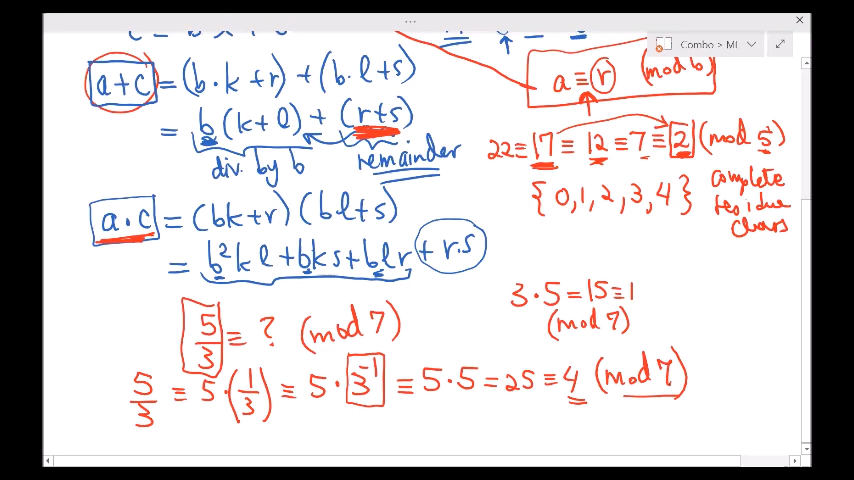 Combo > MI
a+c = (b·k+r) + (b·l+s)
= b(k+l) + (r+s)
div. by b remainder
a·c = (bk+r)(bl+s)
= b²kl + bks + blr + r.s
a ≡ r (mod b)
22 ≡ 17 ≡ 12 ≡ 7 ≡ 2 (mod 5)
{0,1,2,3,4} complete
residue
class
3·5 = 15 ≡ 1
(mod 7)
5/3 ≡ ? (mod 7)
5/3 ≡ 5·(1/3) ≡ 5·3⁻¹ ≡ 5·5 = 25 ≡ 4 (mod 7)